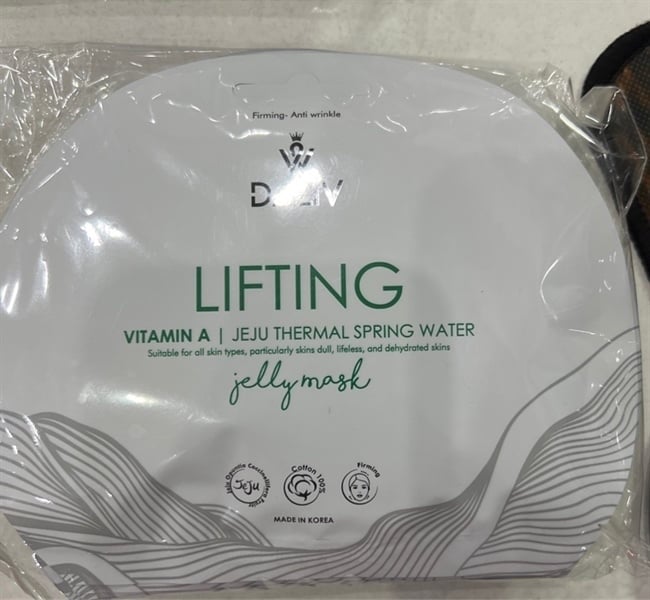 Firming- Anti wrinkle
LIFTING
VITAMIN A | JEJU THERMAL SPRING WATER
Suitable for all skin types, particularly skins dull, lifeless, and dehydrated skins
jelly mask
JeJu
Cotton 100%
Firming
MADE IN KOREA